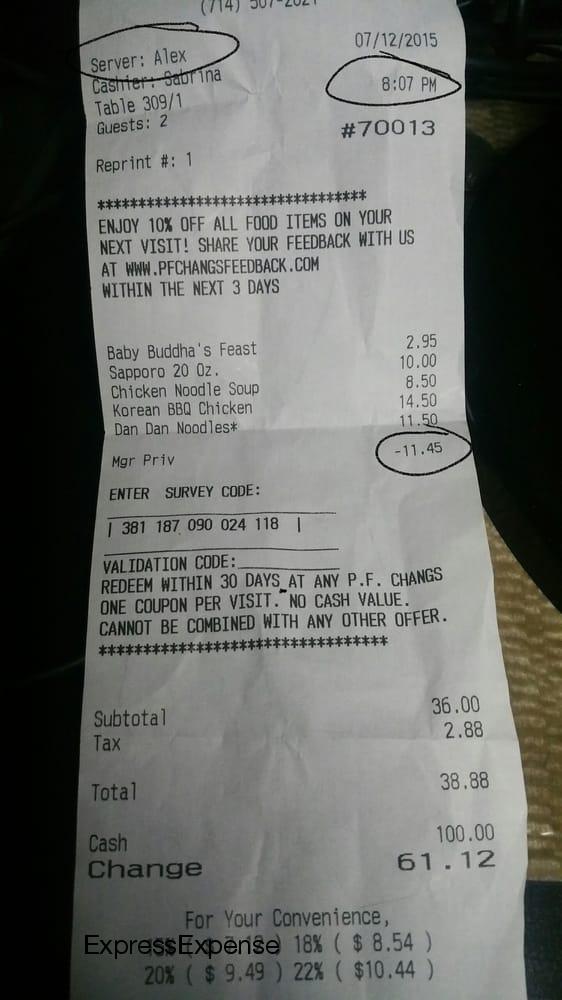 (714) 507-2021
Server: Alex
07/12/2015
Cashier: Sabrina
8:07 PM
Table 309/1
Guests: 2
#70013
Reprint #: 1
*********************************
ENJOY 10% OFF ALL FOOD ITEMS ON YOUR
NEXT VISIT! SHARE YOUR FEEDBACK WITH US
AT WWW.PFCHANGSFEEDBACK.COM
WITHIN THE NEXT 3 DAYS
Baby Buddha's Feast 2.95
Sapporo 20 Oz. 10.00
Chicken Noodle Soup 8.50
Korean BBQ Chicken 14.50
Dan Dan Noodles* 11.50
Mgr Priv -11.45
ENTER SURVEY CODE:
| 381 187 090 024 118 |
VALIDATION CODE:__________
REDEEM WITHIN 30 DAYS AT ANY P.F. CHANGS
ONE COUPON PER VISIT. NO CASH VALUE.
CANNOT BE COMBINED WITH ANY OTHER OFFER.
*********************************
Subtotal 36.00
Tax 2.88
Total 38.88
Cash 100.00
Change 61.12
For Your Convenience,
ExpressExpense ) 18% ( $ 8.54 )
20% ( $ 9.49 ) 22% ( $10.44 )